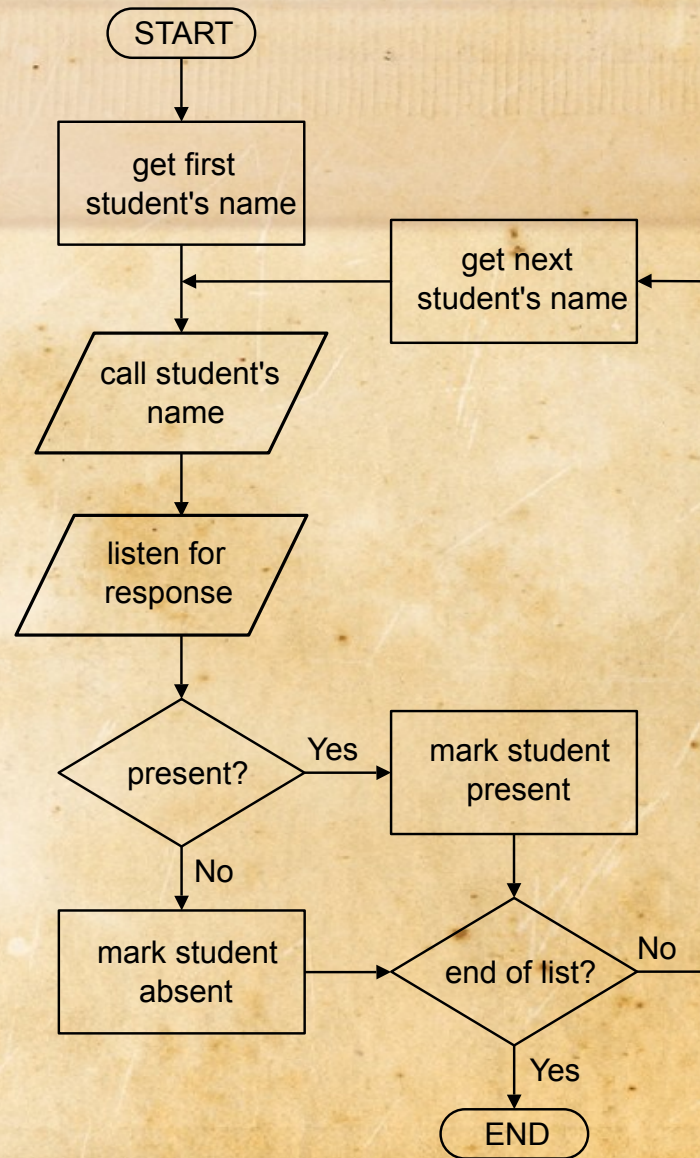 START
get first
student's name
get next
student's name
call student's
name
listen for
response
present?
Yes
mark student
present
No
mark student
absent
end of list?
No
Yes
END